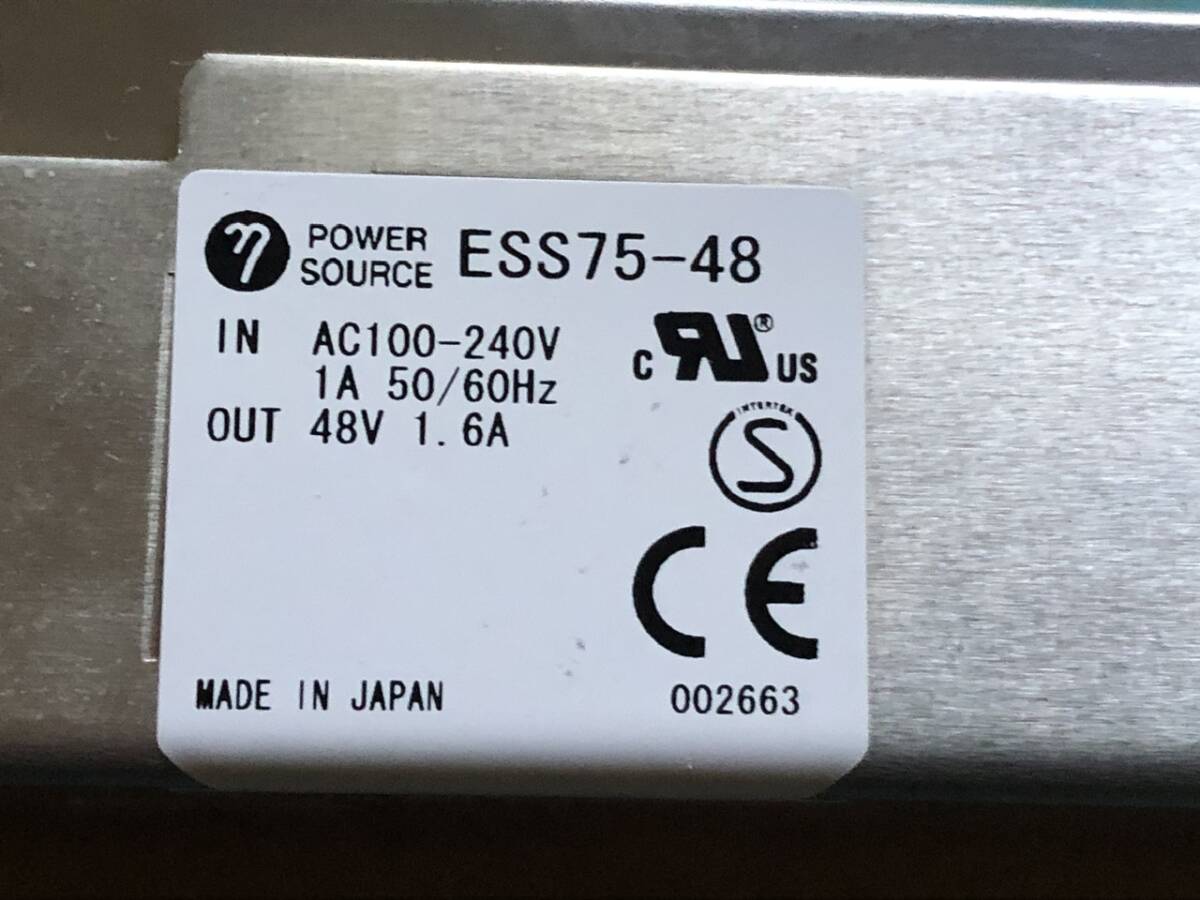 η POWER SOURCE ESS75-48
IN AC100-240V
1A 50/60Hz
OUT 48V 1.6A
c RU® US
INTERTEK
S
CE
MADE IN JAPAN 002663